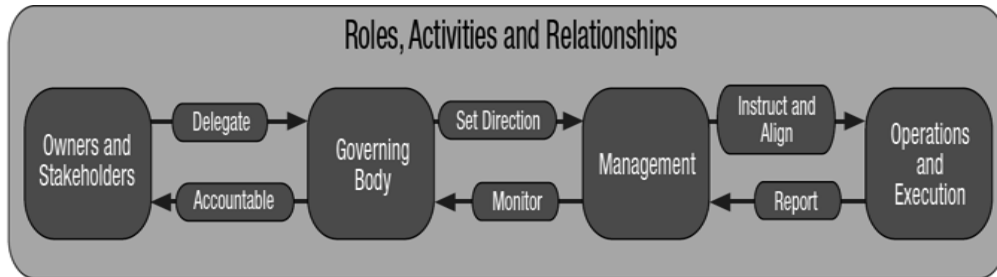 Roles, Activities and Relationships
Owners and
Stakeholders
Delegate
Accountable
Governing
Body
Set Direction
Monitor
Management
Instruct and
Align
Report
Operations
and
Execution